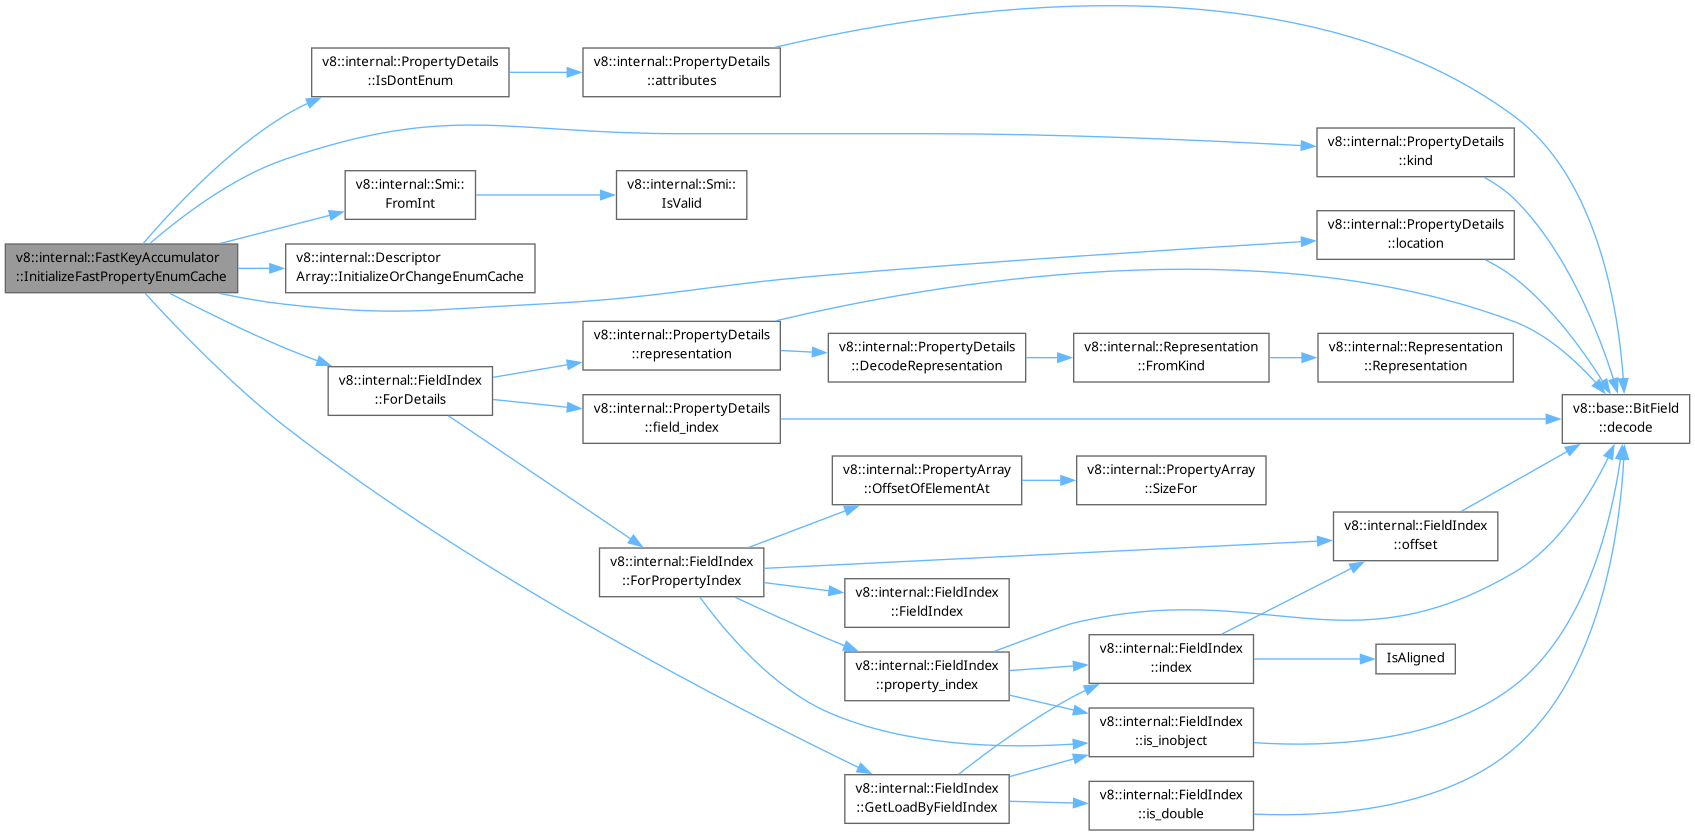 v8::internal::FastKeyAccumulator
::InitializeFastPropertyEnumCache
v8::internal::PropertyDetails
::IsDontEnum
v8::internal::PropertyDetails
::attributes
v8::internal::PropertyDetails
::kind
v8::internal::Smi::
FromInt
v8::internal::Smi::
IsValid
v8::internal::PropertyDetails
::location
v8::internal::Descriptor
Array::InitializeOrChangeEnumCache
v8::internal::PropertyDetails
::representation
v8::internal::PropertyDetails
::DecodeRepresentation
v8::internal::Representation
::FromKind
v8::internal::Representation
::Representation
v8::internal::FieldIndex
::ForDetails
v8::internal::PropertyDetails
::field_index
v8::base::BitField
::decode
v8::internal::PropertyArray
::OffsetOfElementAt
v8::internal::PropertyArray
::SizeFor
v8::internal::FieldIndex
::offset
v8::internal::FieldIndex
::ForPropertyIndex
v8::internal::FieldIndex
::FieldIndex
v8::internal::FieldIndex
::property_index
v8::internal::FieldIndex
::index
IsAligned
v8::internal::FieldIndex
::is_inobject
v8::internal::FieldIndex
::GetLoadByFieldIndex
v8::internal::FieldIndex
::is_double